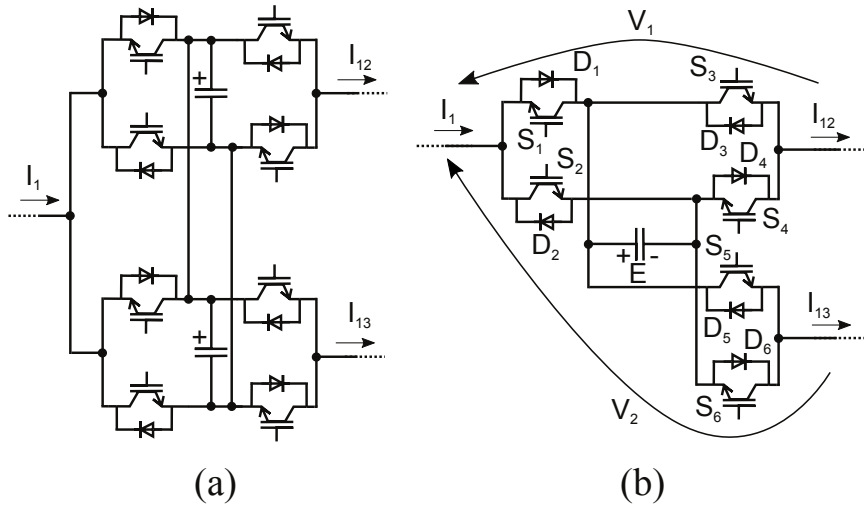 I1
I12
+
I13
+
(a)
V1
I1
D1
S1
S2
D2
S3
D3
D4
S4
I12
+ E -
S5
D5
D6
S6
I13
V2
(b)